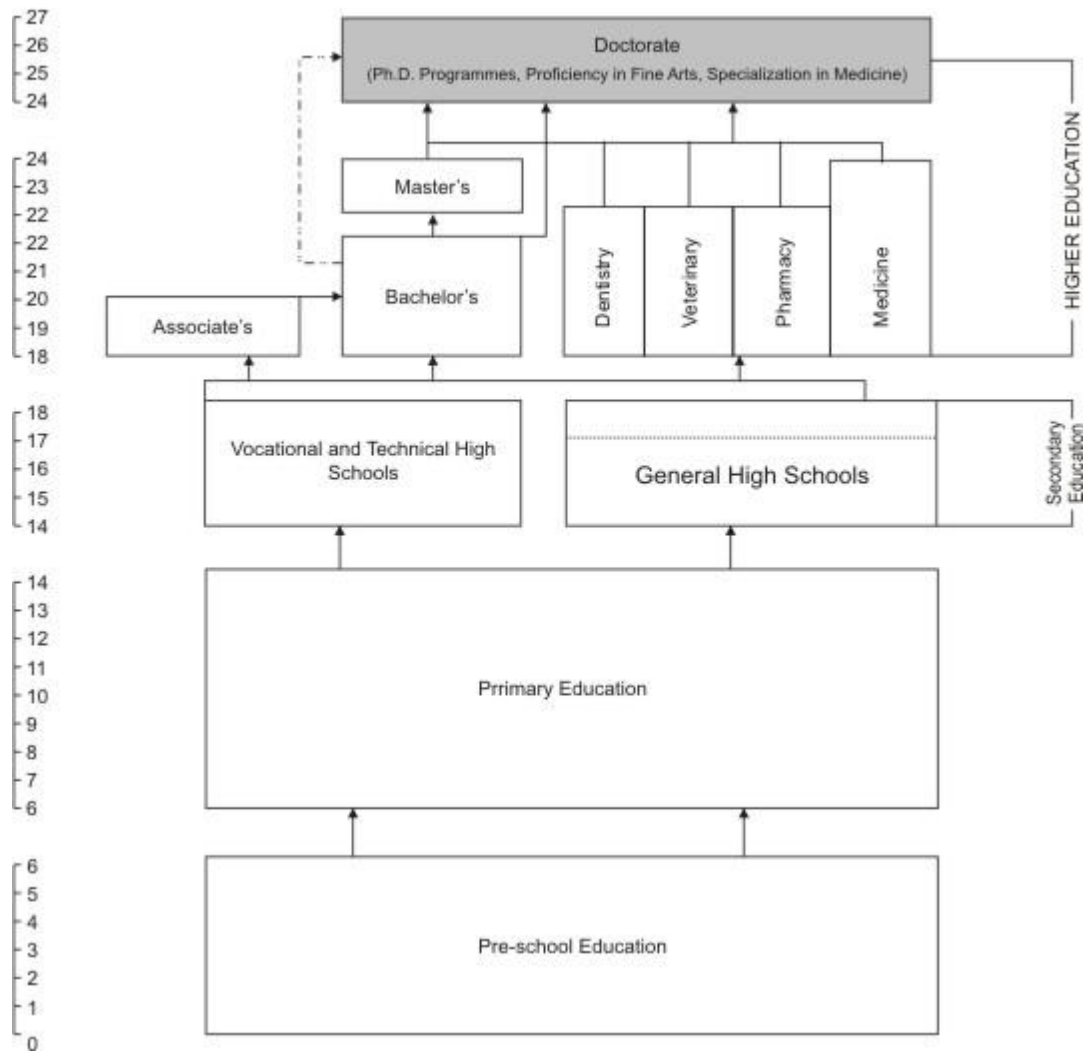 27
26
25
24
Doctorate
(Ph.D. Programmes, Proficiency in Fine Arts, Specialization in Medicine)
HIGHER EDUCATION
24
23
22
22
21
20
19
18
Master's
Bachelor's
Associate's
Dentistry
Veterinary
Pharmacy
Medicine
18
17
16
15
14
Vocational and Technical High
Schools
General High Schools
Secondary
Education
14
13
12
11
10
9
8
7
6
Prrimary Education
6
5
4
3
2
1
0
Pre-school Education